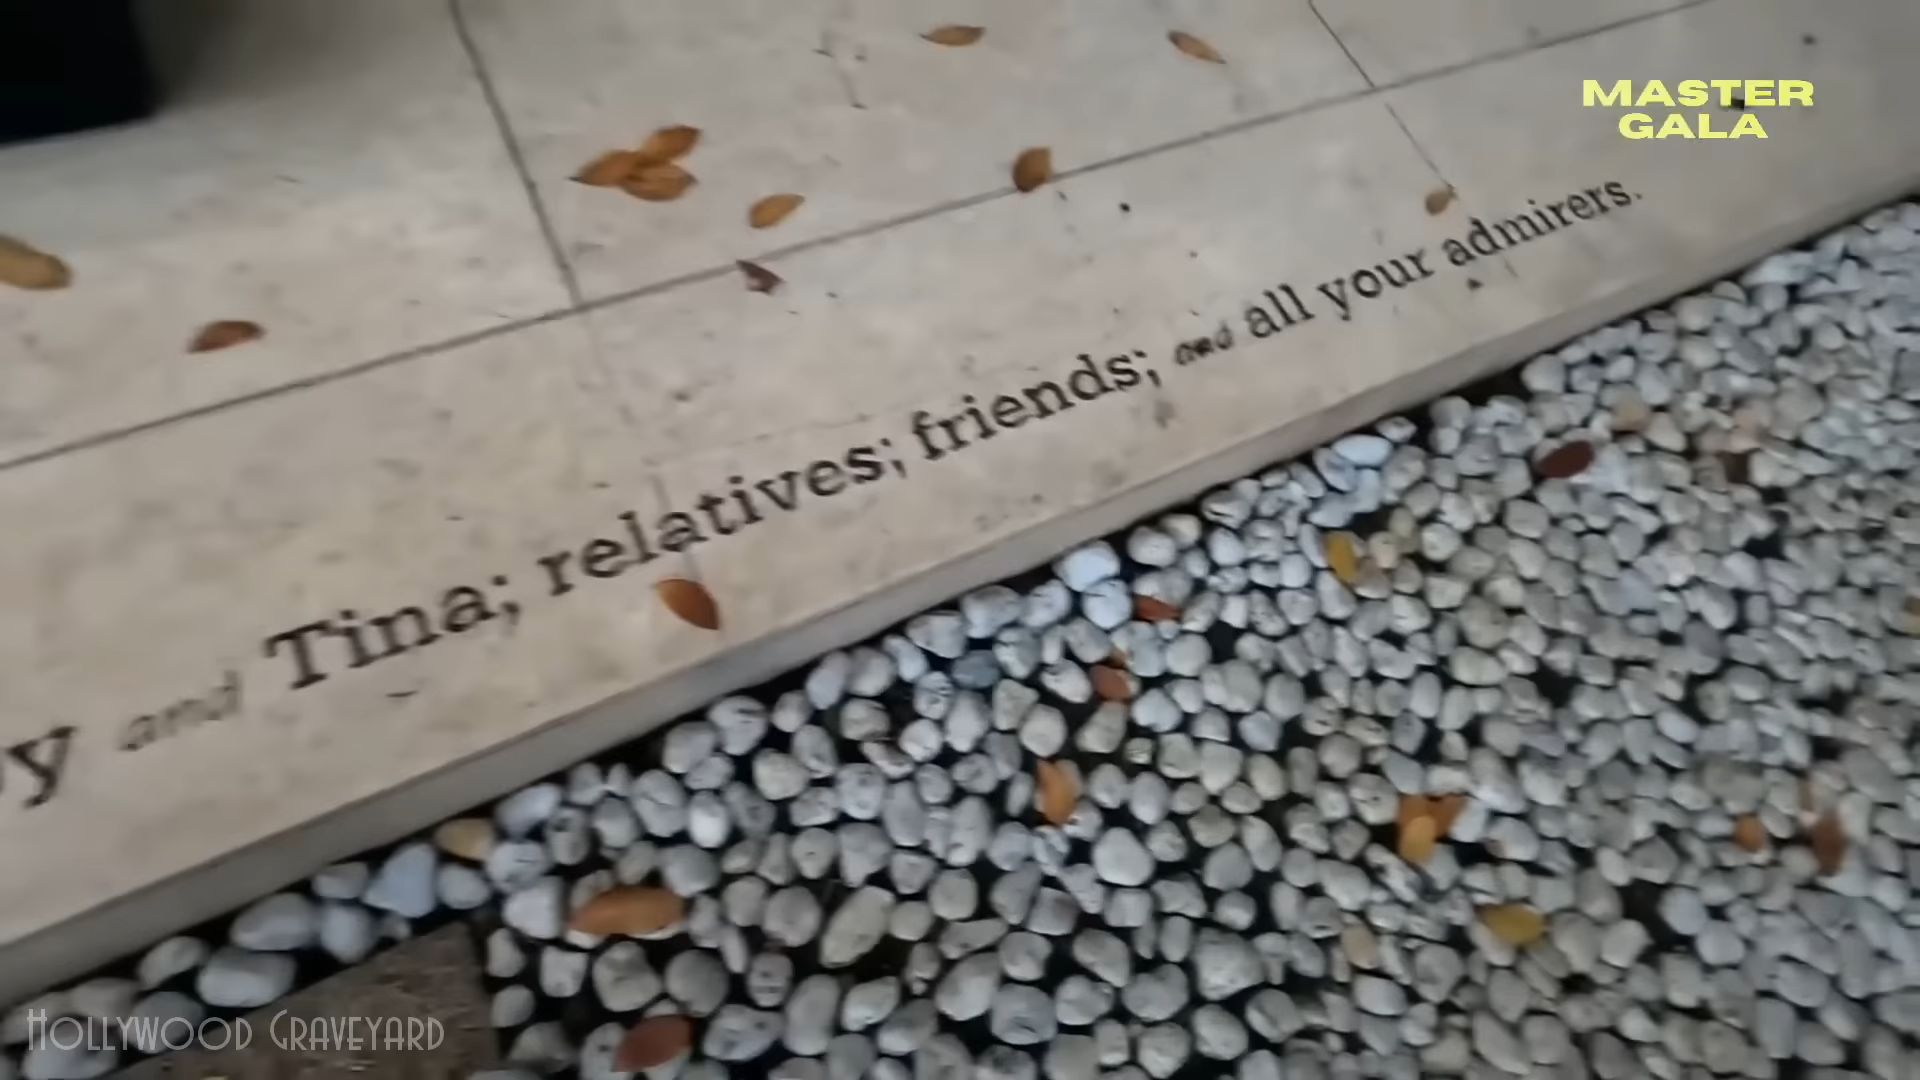 MASTER
GALA
y and Tina; relatives; friends; and all your admirers.
HOLLYWOOD GRAVEYARD